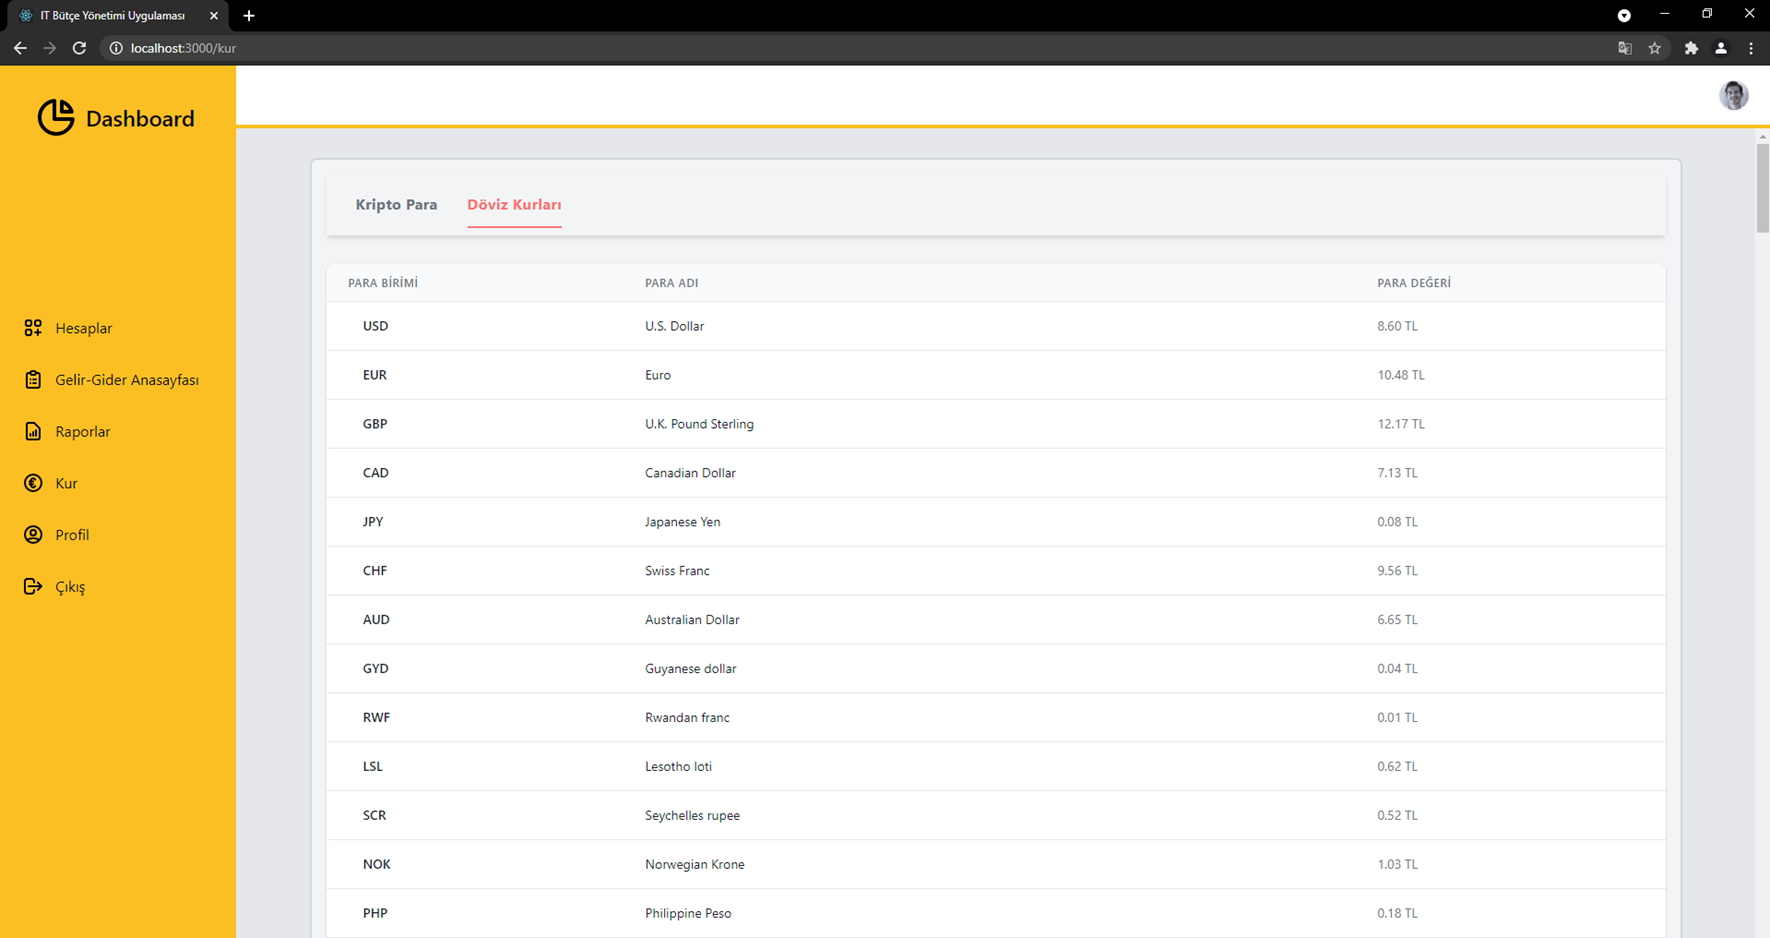 IT Bütçe Yönetimi Uygulaması
localhost:3000/kur
Dashboard
Hesaplar
Gelir-Gider Anasayfası
Raporlar
Kur
Profil
Çıkış
Kripto Para Döviz Kurları
PARA BİRİMİ PARA ADI PARA DEĞERİ
USD U.S. Dollar 8.60 TL
EUR Euro 10.48 TL
GBP U.K. Pound Sterling 12.17 TL
CAD Canadian Dollar 7.13 TL
JPY Japanese Yen 0.08 TL
CHF Swiss Franc 9.56 TL
AUD Australian Dollar 6.65 TL
GYD Guyanese dollar 0.04 TL
RWF Rwandan franc 0.01 TL
LSL Lesotho loti 0.62 TL
SCR Seychelles rupee 0.52 TL
NOK Norwegian Krone 1.03 TL
PHP Philippine Peso 0.18 TL